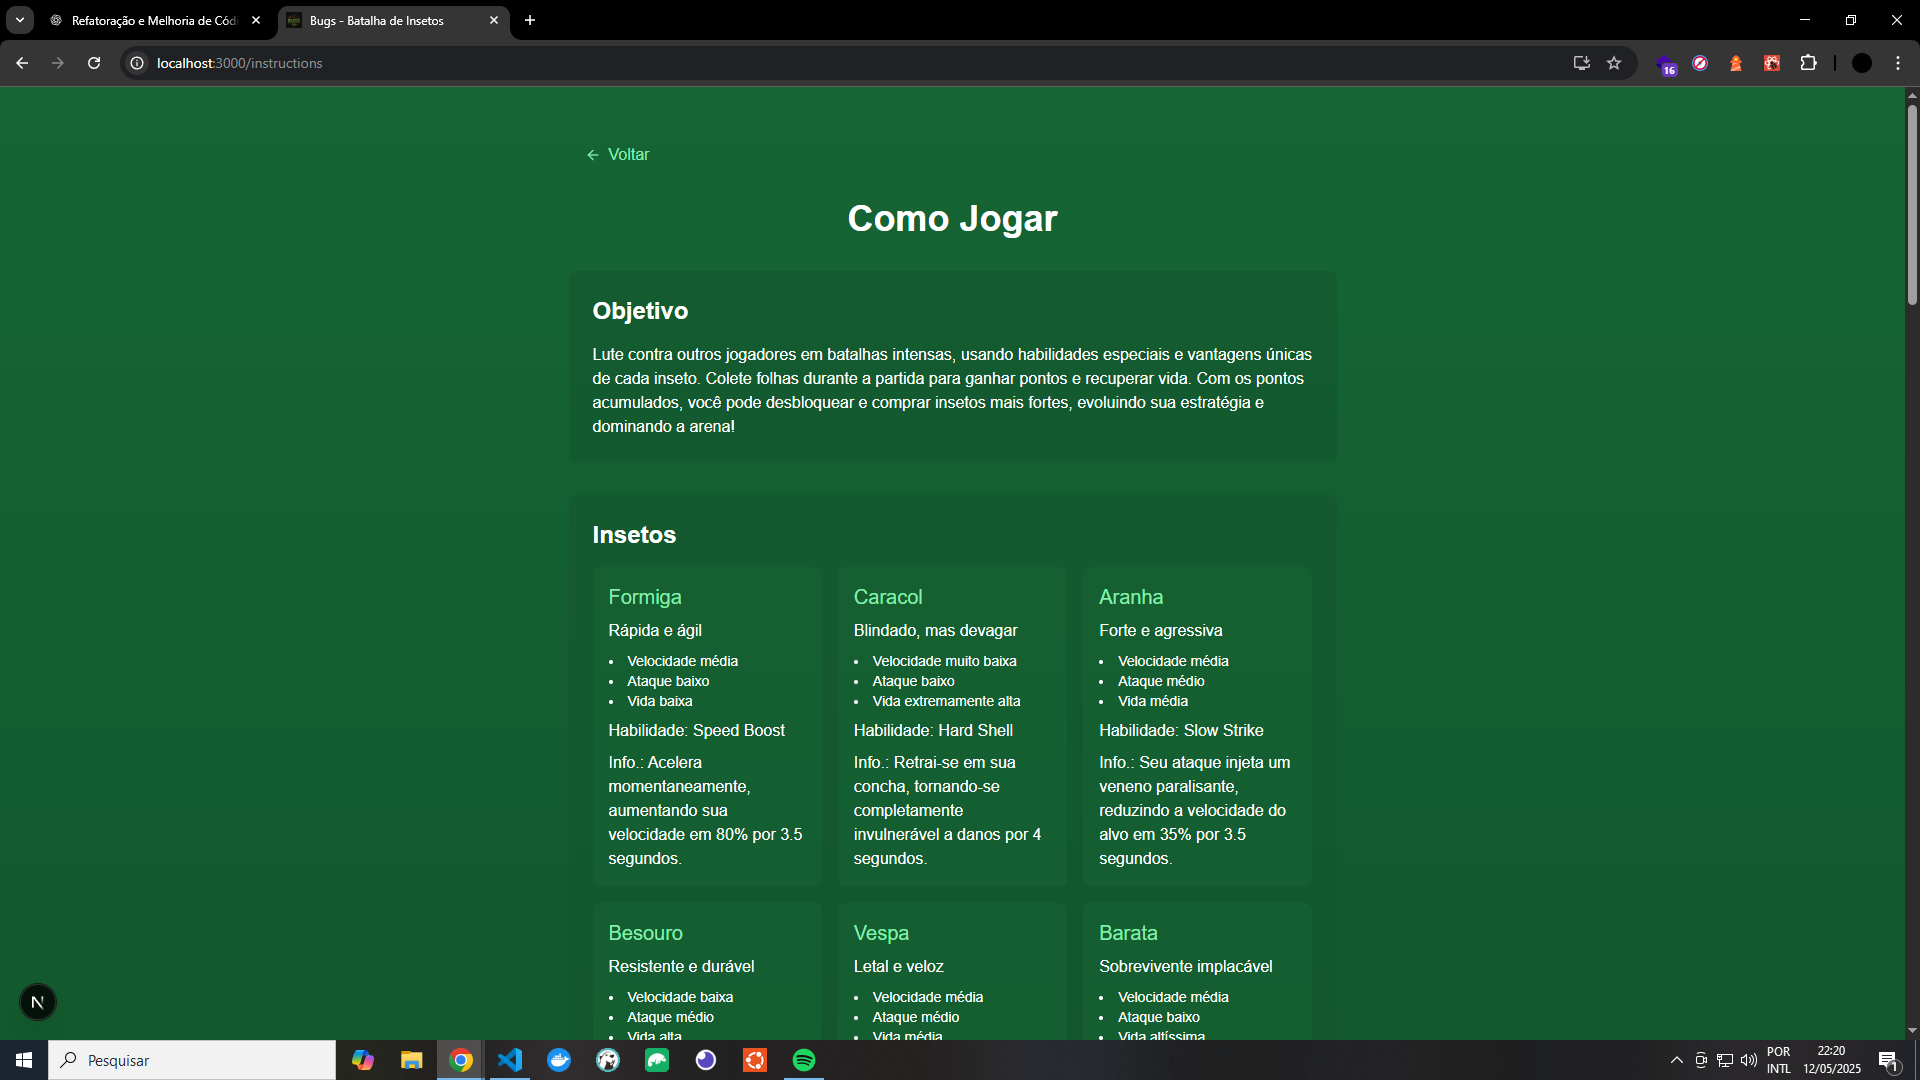 Refatoração e Melhoria de Códi
Bugs - Batalha de Insetos
localhost:3000/instructions
16
Voltar
Como Jogar
Objetivo
Lute contra outros jogadores em batalhas intensas, usando habilidades especiais e vantagens únicas
de cada inseto. Colete folhas durante a partida para ganhar pontos e recuperar vida. Com os pontos
acumulados, você pode desbloquear e comprar insetos mais fortes, evoluindo sua estratégia e
dominando a arena!
Insetos
Formiga
Rápida e ágil
• Velocidade média
• Ataque baixo
• Vida baixa
Habilidade: Speed Boost
Info.: Acelera
momentaneamente,
aumentando sua
velocidade em 80% por 3.5
segundos.
Caracol
Blindado, mas devagar
• Velocidade muito baixa
• Ataque baixo
• Vida extremamente alta
Habilidade: Hard Shell
Info.: Retrai-se em sua
concha, tornando-se
completamente
invulnerável a danos por 4
segundos.
Aranha
Forte e agressiva
• Velocidade média
• Ataque médio
• Vida média
Habilidade: Slow Strike
Info.: Seu ataque injeta um
veneno paralisante,
reduzindo a velocidade do
alvo em 35% por 3.5
segundos.
Besouro
Resistente e durável
• Velocidade baixa
• Ataque médio
• Vida alta
Vespa
Letal e veloz
• Velocidade média
• Ataque médio
• Vida média
Barata
Sobrevivente implacável
• Velocidade média
• Ataque baixo
• Vida altíssima
N
Pesquisar
POR
INTL
22:20
12/05/2025
1